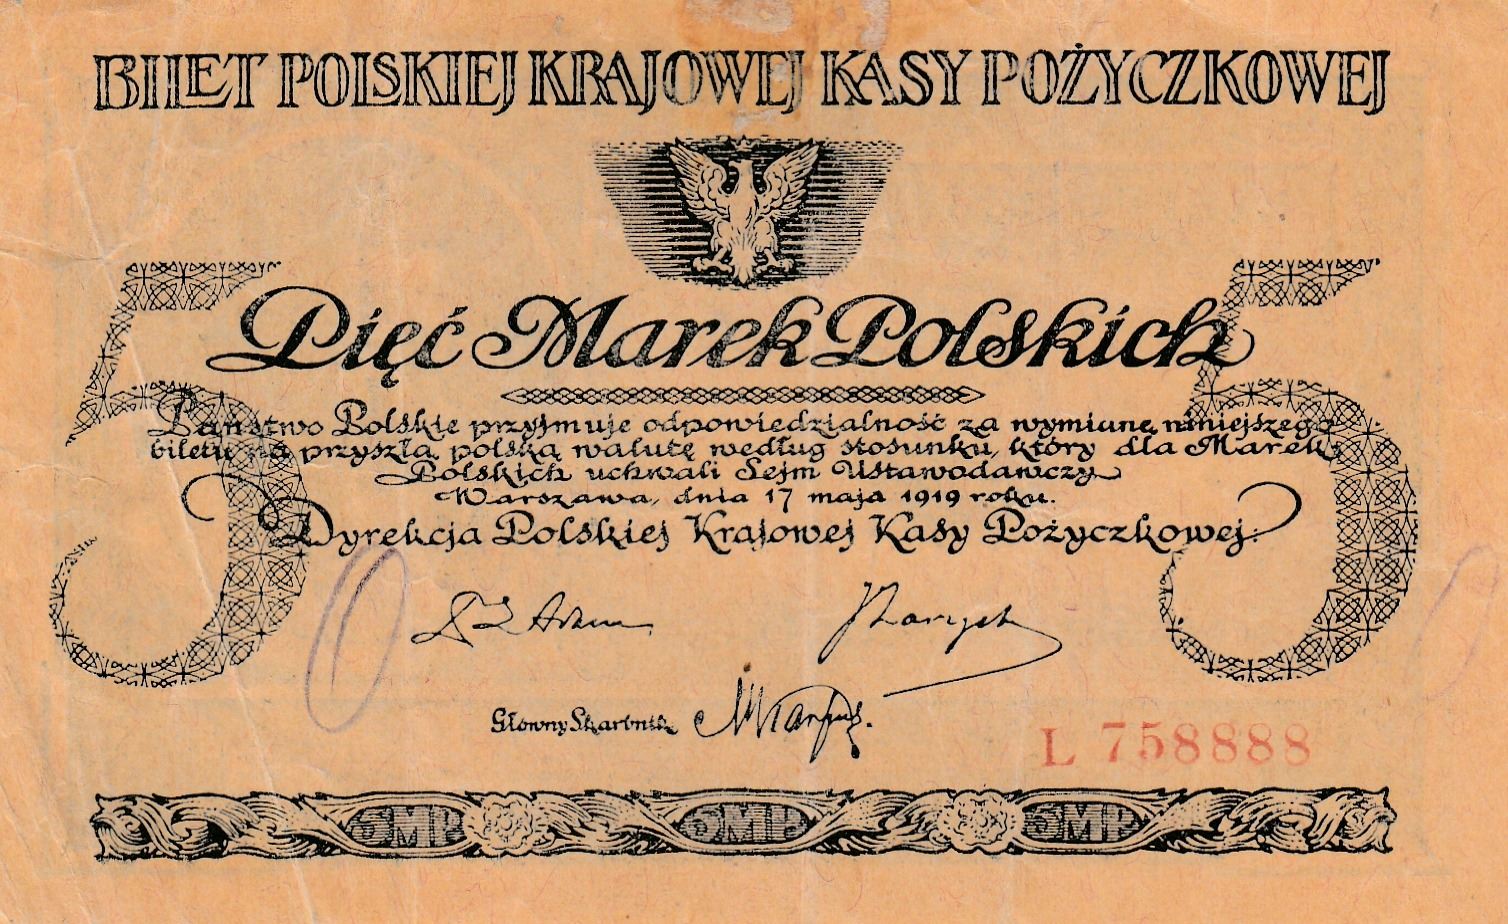 BILET POLSKIEJ KRAJOWEJ KASY POŻYCZKOWEJ
5 5
Pięć Marek Polskich
Państwo Polskie przyjmuje odpowiedzialność za wymianę niniejszego
biletu na przyszłą polską walutę według stosunku, który dla Marek
Polskich uchwali Sejm Ustawodawczy
Warszawa, dnia 17 maja 1919 roku.
Dyrekcja Polskiej Krajowej Kasy Pożyczkowej:
Główny Skarbnik
L 758888
5MP 5MP 5MP